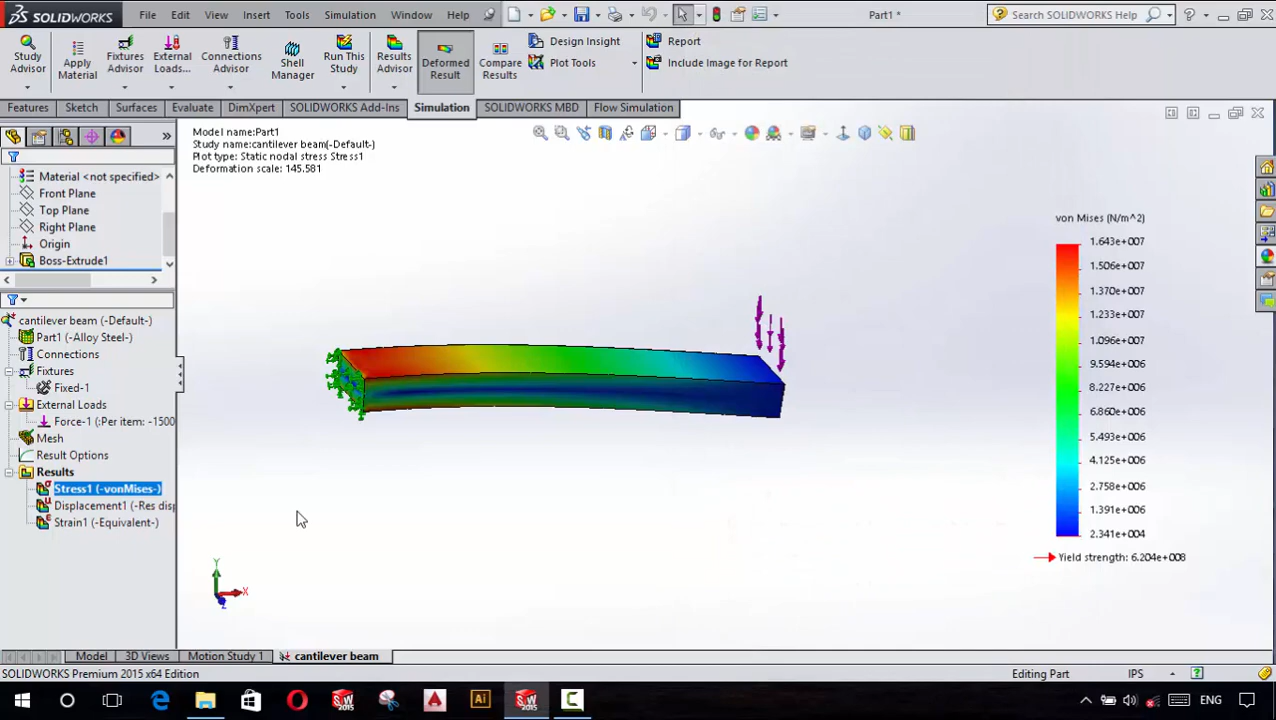 SOLIDWORKS File Edit View Insert Tools Simulation Window Help Part1 * Search SOLIDWORKS Help
Study Advisor
Apply Material
Fixtures Advisor
External Loads...
Connections Advisor
Shell Manager
Run This Study
Results Advisor
Deformed Result
Compare Results
Design Insight
Plot Tools
Report
Include Image for Report
Features Sketch Surfaces Evaluate DimXpert SOLIDWORKS Add-Ins Simulation SOLIDWORKS MBD Flow Simulation
Material <not specified>
Front Plane
Top Plane
Right Plane
Origin
Boss-Extrude1
cantilever beam (-Default-)
Part1 (-Alloy Steel-)
Connections
Fixtures
Fixed-1
External Loads
Force-1 (:Per item: -1500
Mesh
Result Options
Results
Stress1 (-vonMises-)
Displacement1 (-Res disp
Strain1 (-Equivalent-)
Model name:Part1
Study name:cantilever beam(-Default-)
Plot type: Static nodal stress Stress1
Deformation scale: 145.581
von Mises (N/m^2)
1.643e+007
1.506e+007
1.370e+007
1.233e+007
1.096e+007
9.594e+006
8.227e+006
6.860e+006
5.493e+006
4.125e+006
2.758e+006
1.391e+006
2.341e+004
Yield strength: 6.204e+008
Y
X
Z
Model 3D Views Motion Study 1 cantilever beam
SOLIDWORKS Premium 2015 x64 Edition Editing Part IPS
ENG